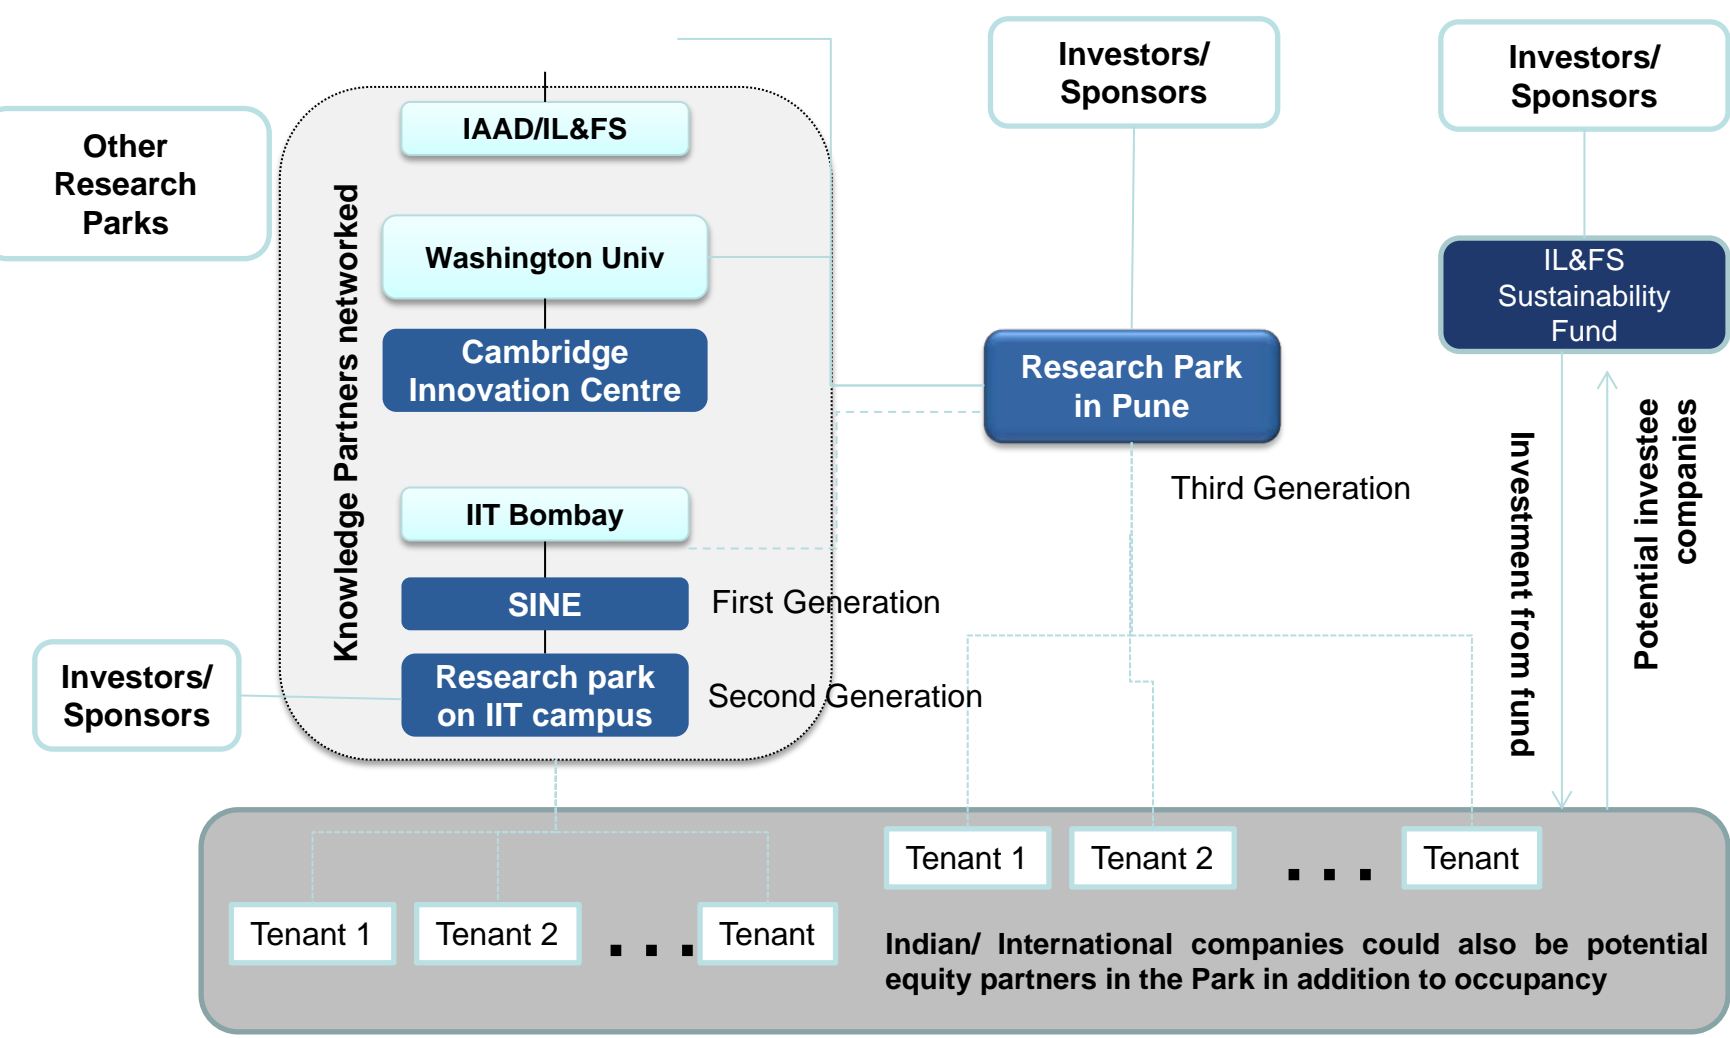 Investors/
Sponsors
Investors/
Sponsors
Other
Research
Parks
IAAD/IL&FS
Washington Univ
Cambridge
Innovation Centre
Knowledge Partners networked
IIT Bombay
SINE
First Generation
Research park
on IIT campus
Second Generation
Investors/
Sponsors
Research Park
in Pune
Third Generation
IL&FS
Sustainability
Fund
Investment from fund
Potential investee
companies
Tenant 1
Tenant 2
. . .
Tenant
Tenant 1
Tenant 2
. . .
Tenant
Indian/ International companies could also be potential
equity partners in the Park in addition to occupancy